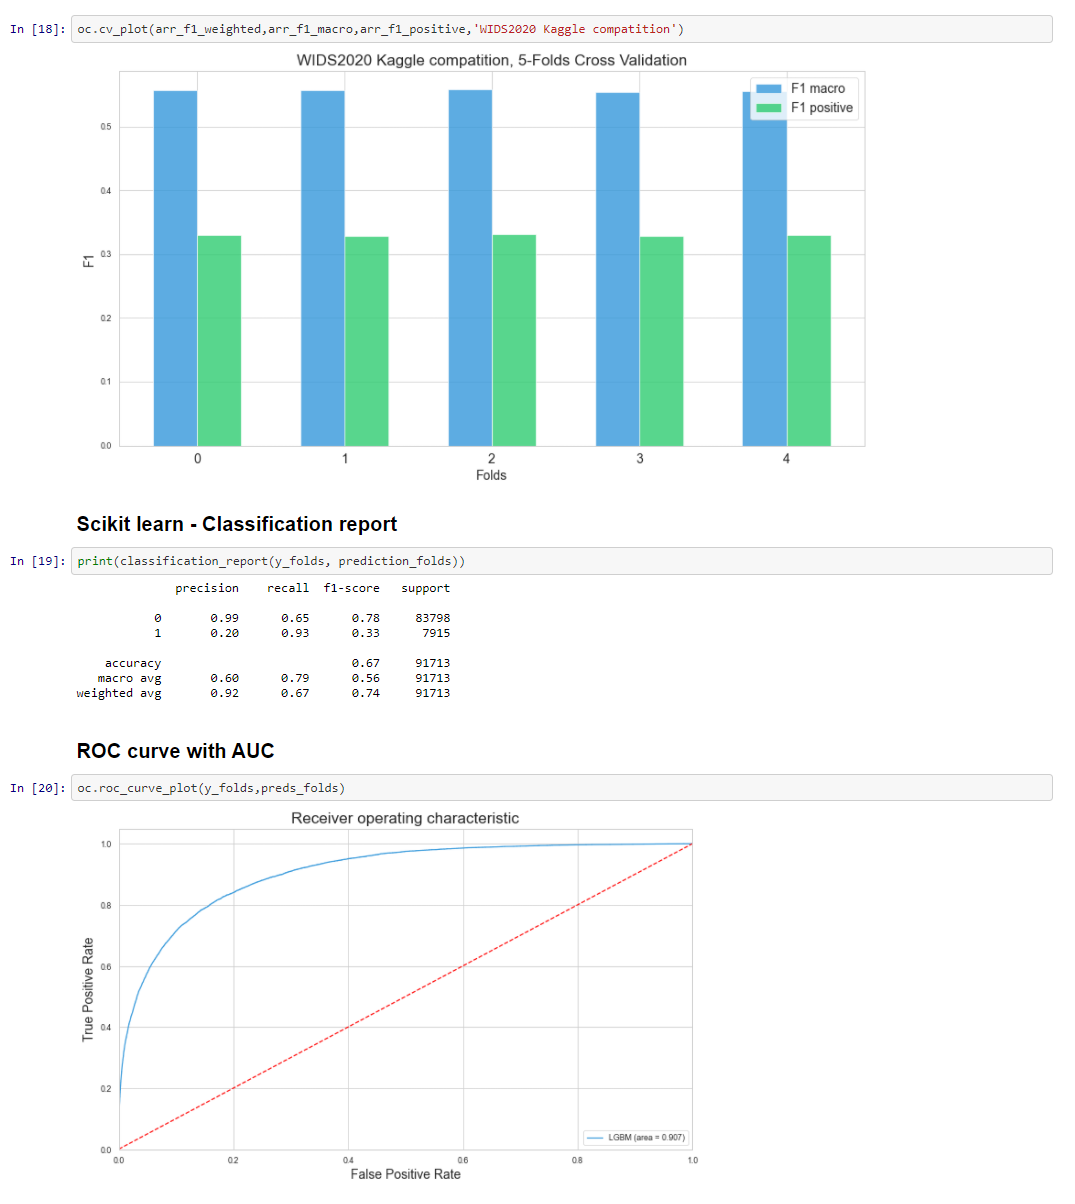 In [18]: oc.cv_plot(arr_f1_weighted,arr_f1_macro,arr_f1_positive,'WIDS2020 Kaggle compatition')
WIDS2020 Kaggle compatition, 5-Folds Cross Validation
F1 macro
F1 positive
0.5
0.4
0.3
0.2
0.1
0.0
F1
0 1 2 3 4
Folds
Scikit learn - Classification report
In [19]: print(classification_report(y_folds, prediction_folds))
precision recall f1-score support
0 0.99 0.65 0.78 83798
1 0.20 0.93 0.33 7915
accuracy 0.67 91713
macro avg 0.60 0.79 0.56 91713
weighted avg 0.92 0.67 0.74 91713
ROC curve with AUC
In [20]: oc.roc_curve_plot(y_folds,preds_folds)
Receiver operating characteristic
1.0
0.8
0.6
0.4
0.2
0.0
True Positive Rate
LGBM (area = 0.907)
0.0 0.2 0.4 0.6 0.8 1.0
False Positive Rate